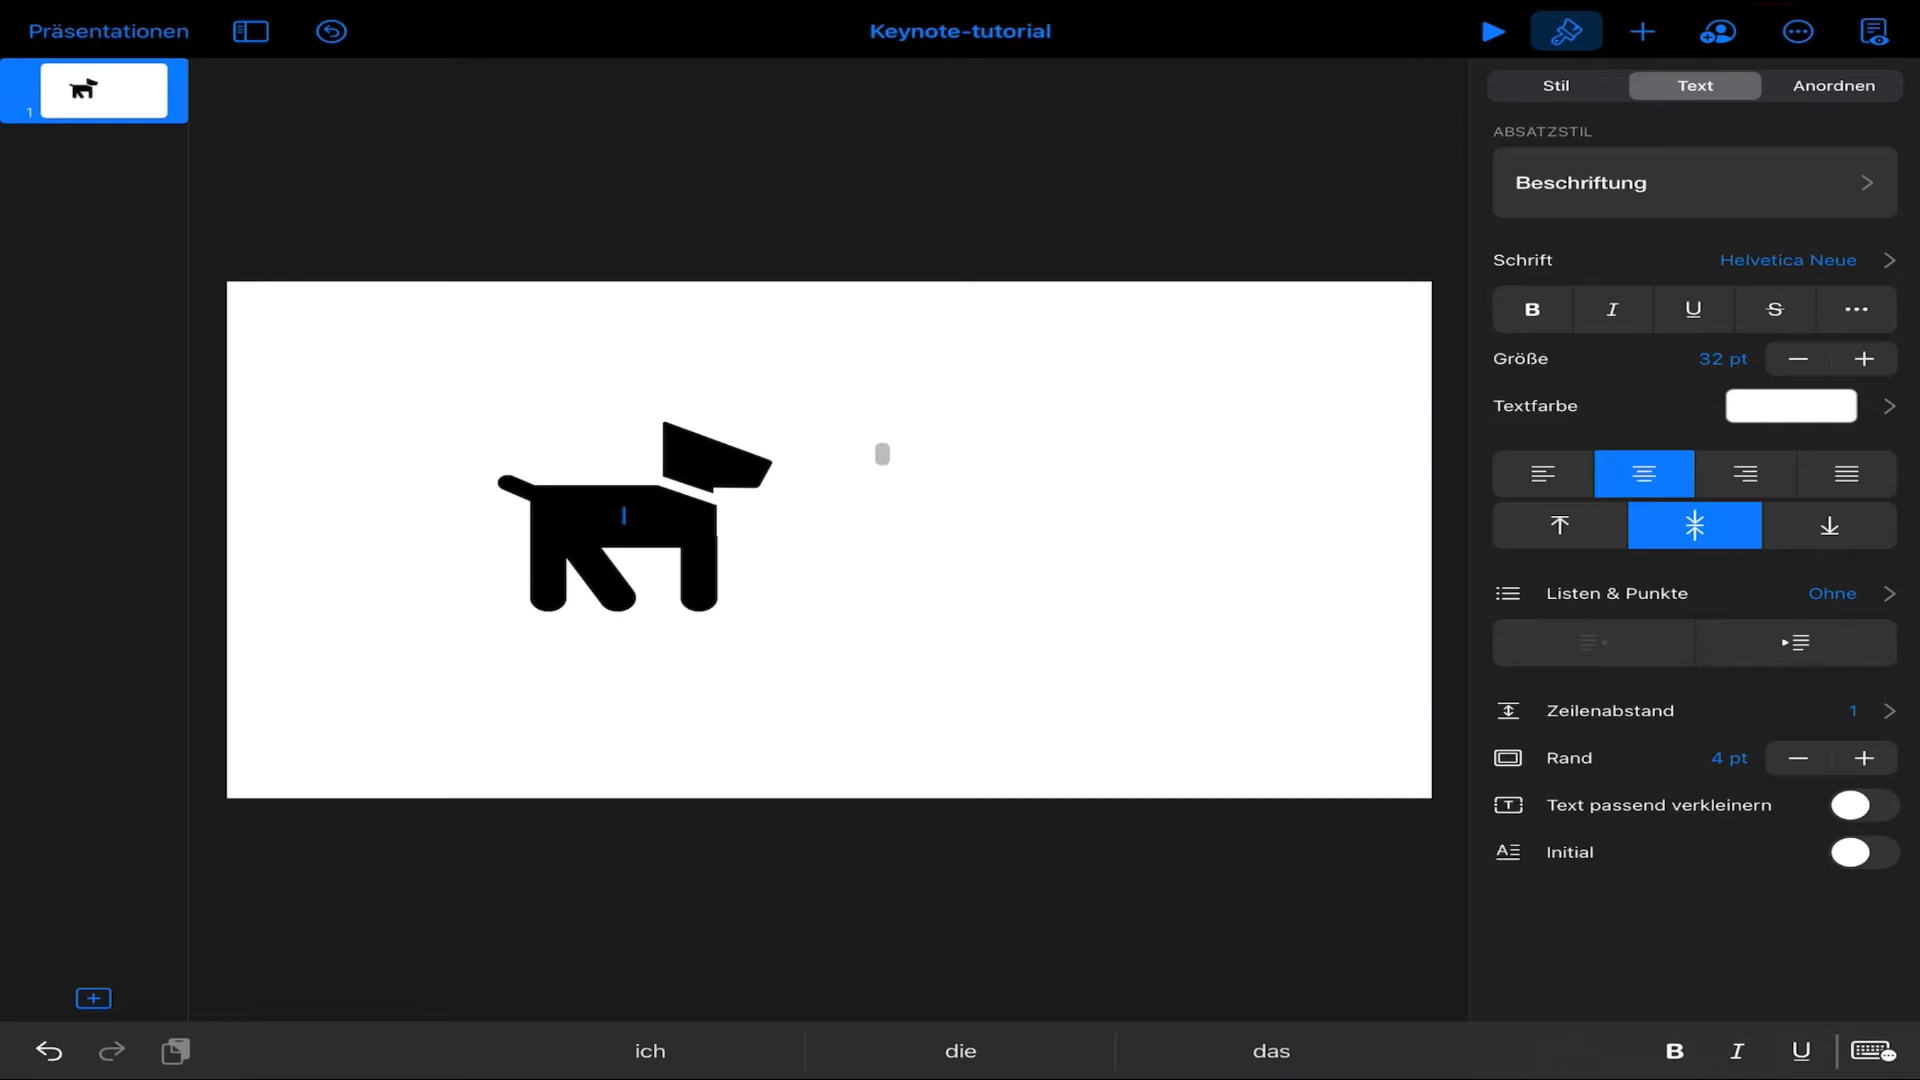 Präsentationen
Keynote-tutorial
1
Stil Text Anordnen
ABSATZSTIL
Beschriftung
Schrift Helvetica Neue
B I U S
Größe 32 pt
Textfarbe
Listen & Punkte Ohne
Zeilenabstand 1
Rand 4 pt
Text passend verkleinern
Initial
ich die das B I U